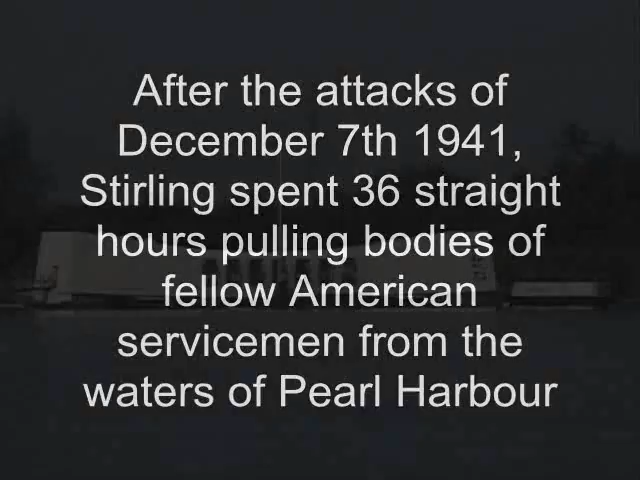 After the attacks of
December 7th 1941,
Stirling spent 36 straight
hours pulling bodies of
fellow American
servicemen from the
waters of Pearl Harbour